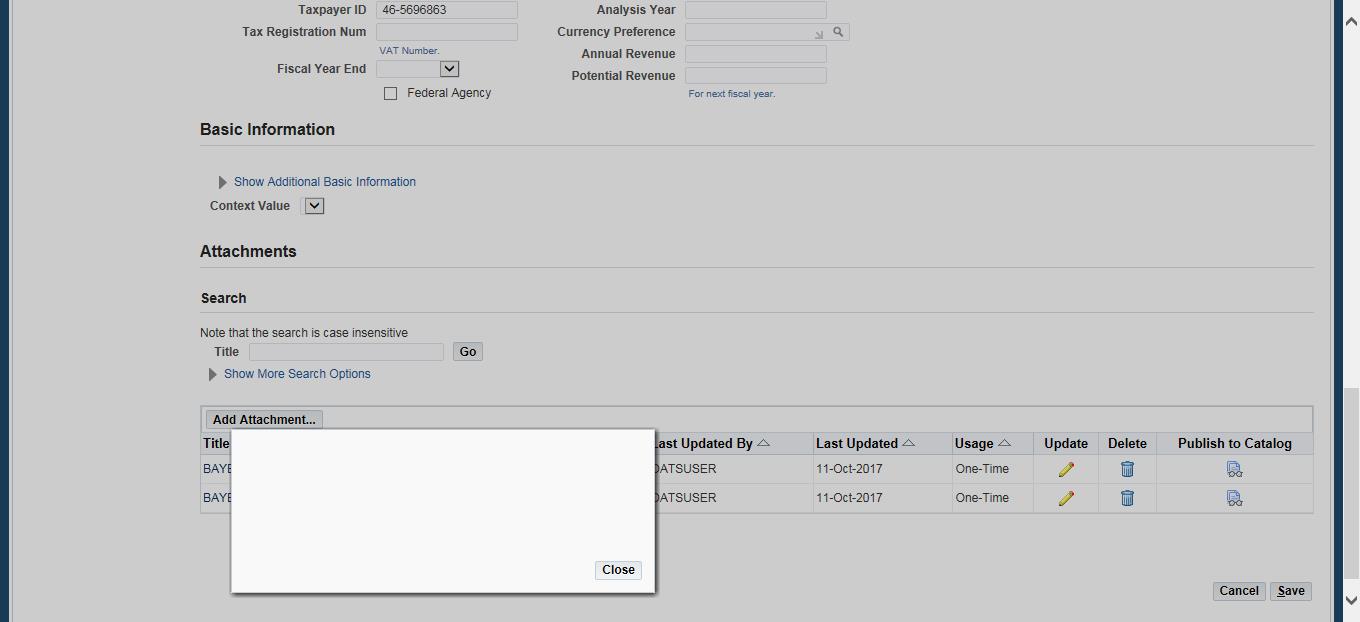 Taxpayer ID 46-5696863 Analysis Year
Tax Registration Num Currency Preference
VAT Number. Annual Revenue
Fiscal Year End Potential Revenue
Federal Agency For next fiscal year.
Basic Information
Show Additional Basic Information
Context Value
Attachments
Search
Note that the search is case insensitive
Title Go
Show More Search Options
Add Attachment...
Title Last Updated By Last Updated Usage Update Delete Publish to Catalog
BAYE DATSUSER 11-Oct-2017 One-Time
BAYE DATSUSER 11-Oct-2017 One-Time
Close
Cancel Save